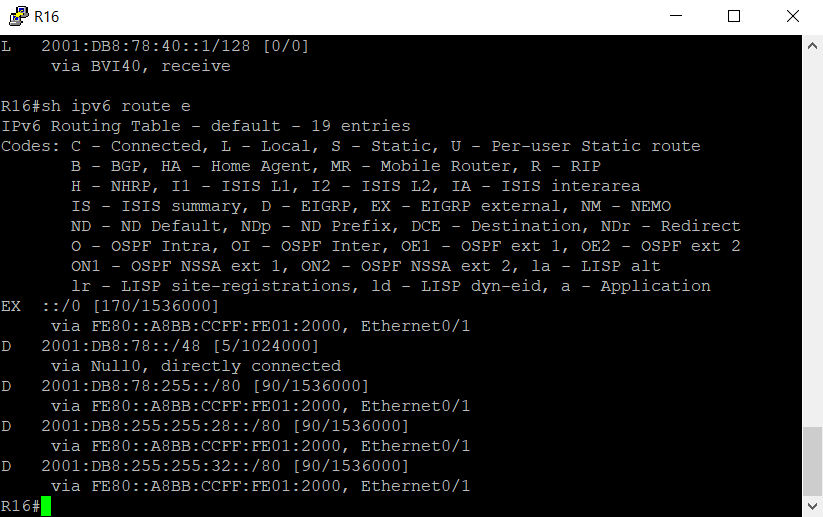 R16
L   2001:DB8:78:40::1/128 [0/0]
     via BVI40, receive
R16#sh ipv6 route e
IPv6 Routing Table - default - 19 entries
Codes: C - Connected, L - Local, S - Static, U - Per-user Static route
       B - BGP, HA - Home Agent, MR - Mobile Router, R - RIP
       H - NHRP, I1 - ISIS L1, I2 - ISIS L2, IA - ISIS interarea
       IS - ISIS summary, D - EIGRP, EX - EIGRP external, NM - NEMO
       ND - ND Default, NDp - ND Prefix, DCE - Destination, NDr - Redirect
       O - OSPF Intra, OI - OSPF Inter, OE1 - OSPF ext 1, OE2 - OSPF ext 2
       ON1 - OSPF NSSA ext 1, ON2 - OSPF NSSA ext 2, la - LISP alt
       lr - LISP site-registrations, ld - LISP dyn-eid, a - Application
EX  ::/0 [170/1536000]
     via FE80::A8BB:CCFF:FE01:2000, Ethernet0/1
D   2001:DB8:78::/48 [5/1024000]
     via Null0, directly connected
D   2001:DB8:78:255::/80 [90/1536000]
     via FE80::A8BB:CCFF:FE01:2000, Ethernet0/1
D   2001:DB8:255:255:28::/80 [90/1536000]
     via FE80::A8BB:CCFF:FE01:2000, Ethernet0/1
D   2001:DB8:255:255:32::/80 [90/1536000]
     via FE80::A8BB:CCFF:FE01:2000, Ethernet0/1
R16#